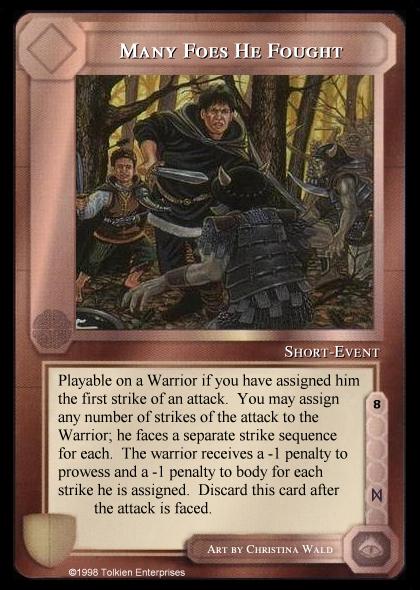 MANY FOES HE FOUGHT
SHORT-EVENT
Playable on a Warrior if you have assigned him
the first strike of an attack. You may assign
any number of strikes of the attack to the
Warrior; he faces a separate strike sequence
for each. The warrior receives a -1 penalty to
prowess and a -1 penalty to body for each
strike he is assigned. Discard this card after
the attack is faced.
8
ART BY CHRISTINA WALD
©1998 Tolkien Enterprises